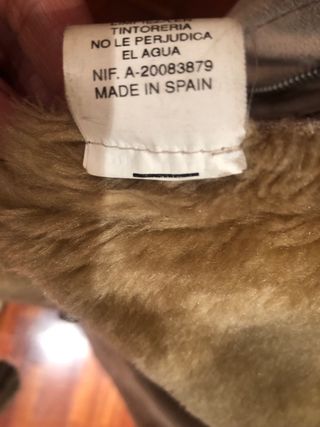 TINTORERIA
NO LE PERJUDICA
EL AGUA
NIF. A-20083879
MADE IN SPAIN